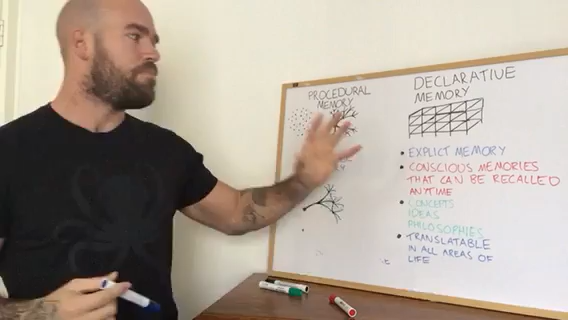 PROCEDURAL
MEMORY
DECLARATIVE
MEMORY
EXPLICT MEMORY
CONSCIOUS MEMORIES
THAT CAN BE RECALLED
ANYTIME
CONCEPTS
IDEAS
PHILOSOPHIES
TRANSLATABLE
IN ALL AREAS OF
LIFE